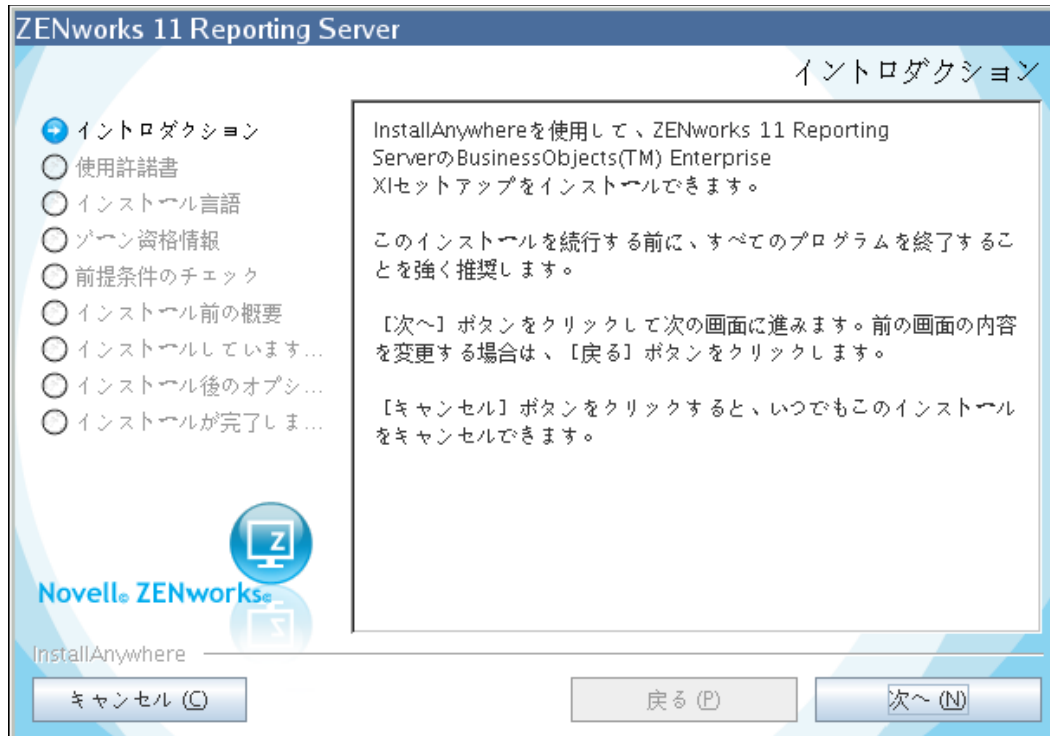 ZENworks 11 Reporting Server
イントロダクション
イントロダクション
使用許諾書
インストール言語
ゾーン資格情報
前提条件のチェック
インストール前の概要
インストールしています...
インストール後のオプシ...
インストールが完了しま...
InstallAnywhereを使用して、ZENworks 11 Reporting
ServerのBusinessObjects(TM) Enterprise
XIセットアップをインストールできます。
このインストールを続行する前に、すべてのプログラムを終了するこ
とを強く推奨します。
［次へ］ボタンをクリックして次の画面に進みます。前の画面の内容
を変更する場合は、［戻る］ボタンをクリックします。
［キャンセル］ボタンをクリックすると、いつでもこのインストール
をキャンセルできます。
Z
Novell® ZENworks®
InstallAnywhere
キャンセル (C)
戻る (P)
次へ (N)